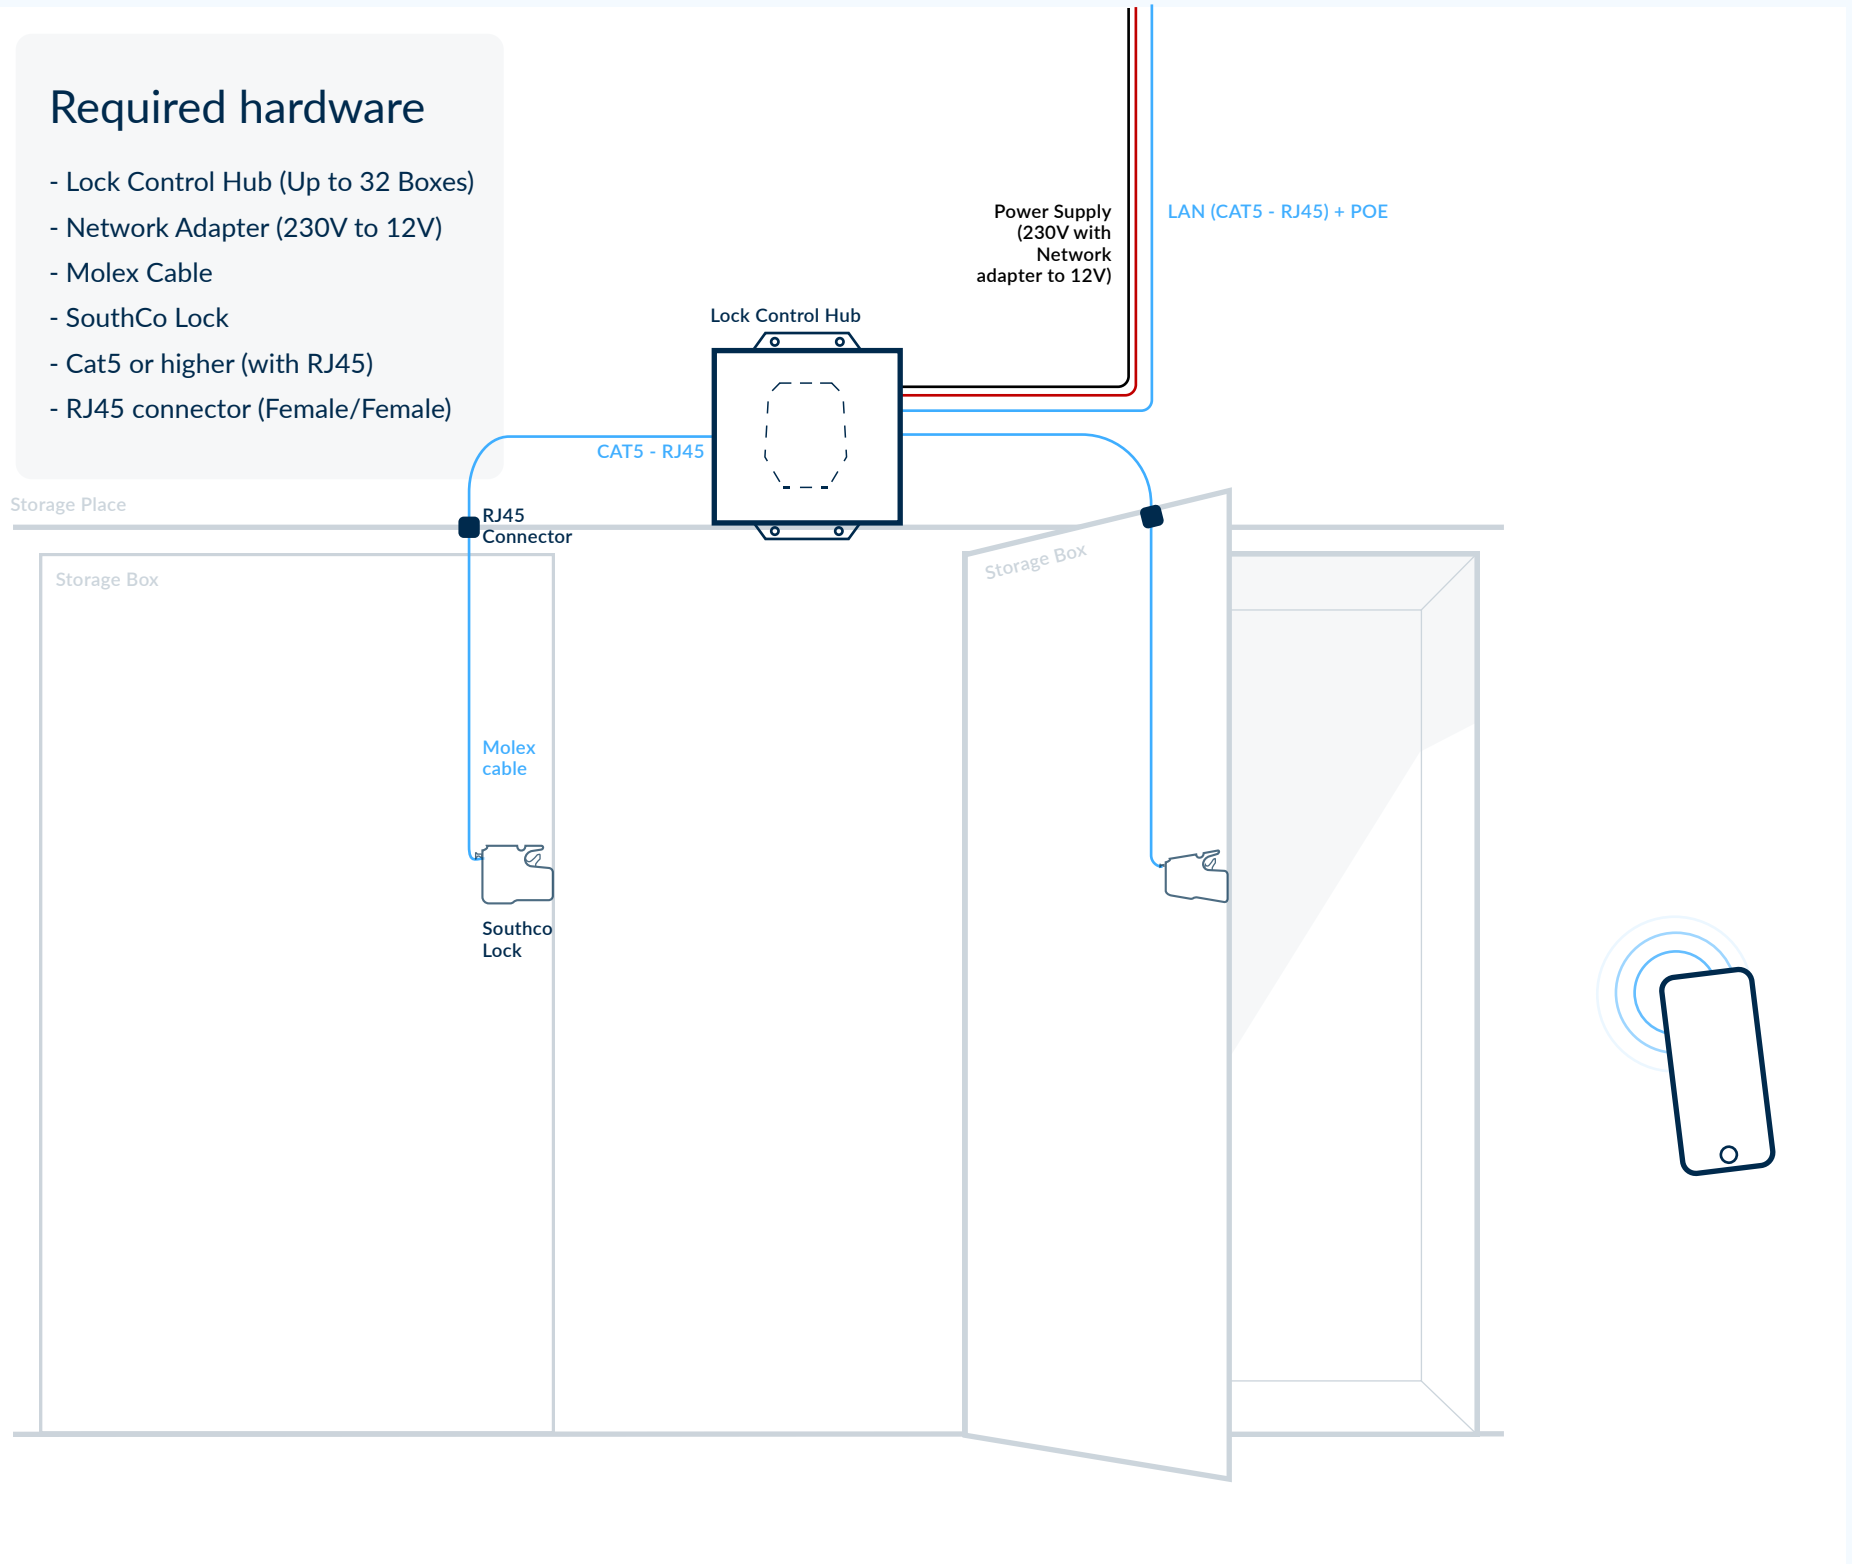 Required hardware
- Lock Control Hub (Up to 32 Boxes)
- Network Adapter (230V to 12V)
- Molex Cable
- SouthCo Lock
- Cat5 or higher (with RJ45)
- RJ45 connector (Female/Female)
Power Supply
(230V with
Network
adapter to 12V)
LAN (CAT5 - RJ45) + POE
Lock Control Hub
CAT5 - RJ45
Storage Place
RJ45
Connector
Storage Box
Storage Box
Molex
cable
Southco
Lock